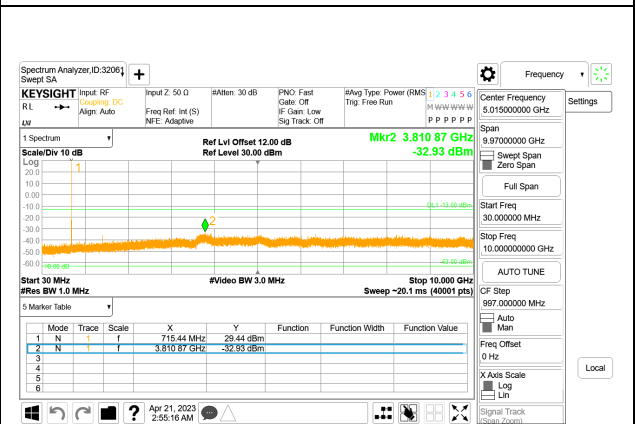 Spectrum Analyzer,ID:32061
Swept SA
+
Frequency
KEYSIGHT
RL
Input: RF
Coupling: DC
Align: Auto
Input Z: 50 Ω
Freq Ref: Int (S)
NFE: Adaptive
#Atten: 30 dB
PNO: Fast
Gate: Off
IF Gain: Low
Sig Track: Off
#Avg Type: Power (RMS
Trig: Free Run
1 2 3 4 5 6
M W W W W W
P P P P P P
Center Frequency
5.015000000 GHz
Settings
1 Spectrum
Scale/Div 10 dB
Ref Lvl Offset 12.00 dB
Ref Level 30.00 dBm
Mkr2 3.810 87 GHz
-32.93 dBm
Span
9.97000000 GHz
Swept Span
Zero Span
Full Span
Start Freq
30.000000 MHz
Stop Freq
10.000000000 GHz
AUTO TUNE
CF Step
997.000000 MHz
Auto
Man
Freq Offset
0 Hz
X Axis Scale
Log
Lin
Signal Track
(Span Zoom)
Local
Log
20.0
10.0
0.00
-10.0
-20.0
-30.0
-40.0
-50.0
-60.0
1
2
DL1 -13.00 dBm
Start 30 MHz
#Res BW 1.0 MHz
#Video BW 3.0 MHz
Stop 10.000 GHz
Sweep ~20.1 ms (40001 pts)
5 Marker Table
Mode Trace Scale X Y Function Function Width Function Value
1 N 1 f 715.44 MHz 29.44 dBm
2 N 1 f 3.810 87 GHz -32.93 dBm
3
4
5
6
?
Apr 21, 2023
2:55:16 AM